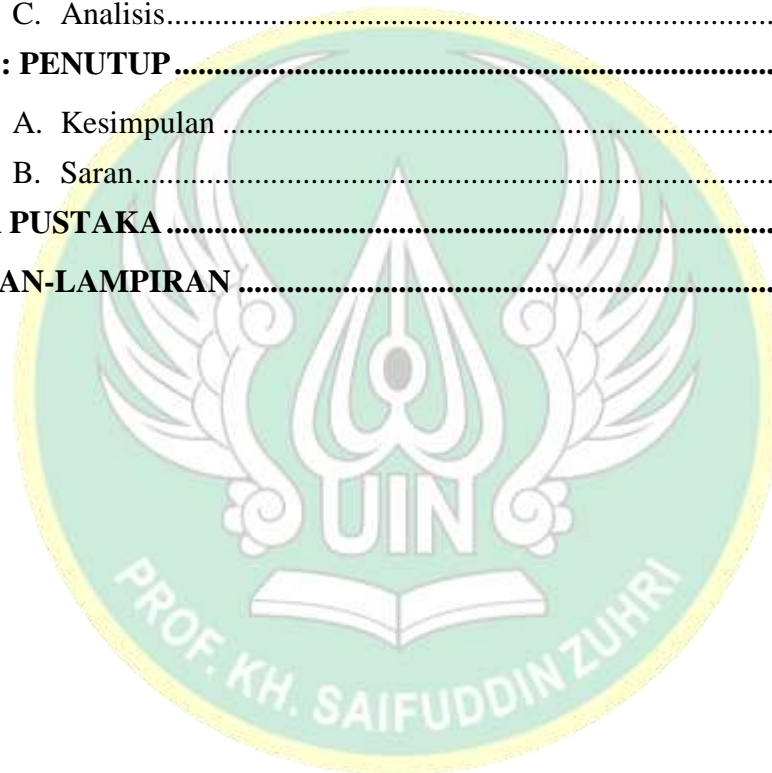 C. Analisis................................................................................
: PENUTUP................................................................................
A. Kesimpulan................................................................................
B. Saran................................................................................
PUSTAKA................................................................................
AN-LAMPIRAN................................................................................
UIN
PROF. KH. SAIFUDDIN ZUHRI